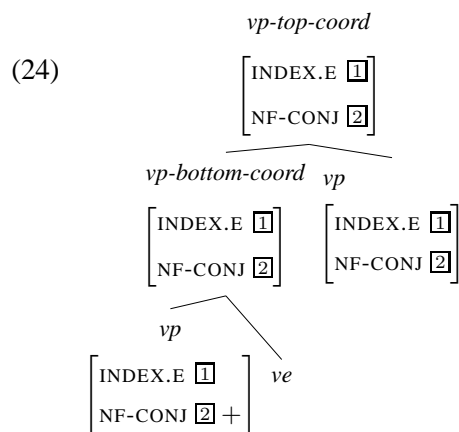 vp-top-coord
(24)
INDEX.E 1
NF-CONJ 2
vp-bottom-coord vp
INDEX.E 1 INDEX.E 1
NF-CONJ 2 NF-CONJ 2
vp
ve
INDEX.E 1
NF-CONJ 2 +